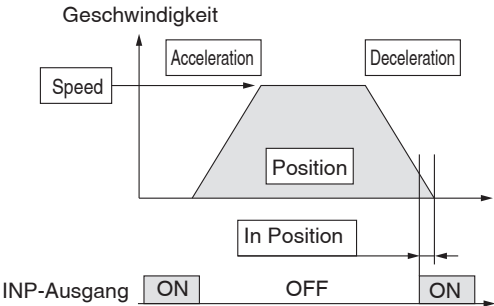 Geschwindigkeit
Acceleration
Deceleration
Speed
Position
In Position
INP-Ausgang
ON
OFF
ON